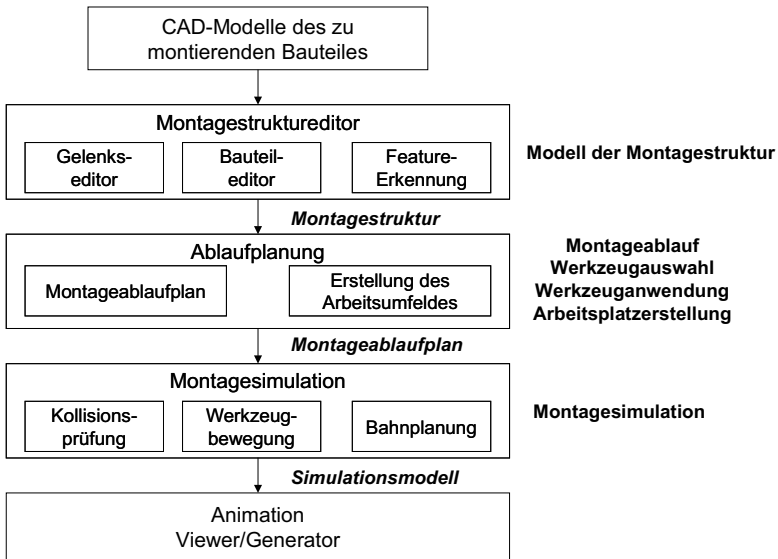 CAD-Modelle des zu
montierenden Bauteiles
Montagestruktureditor
Gelenks-
editor
Bauteil-
editor
Feature-
Erkennung
Modell der Montagestruktur
Montagestruktur
Ablaufplanung
Montageablaufplan
Erstellung des
Arbeitsumfeldes
Montageablauf
Werkzeugauswahl
Werkzeuganwendung
Arbeitsplatzerstellung
Montageablaufplan
Montagesimulation
Kollisions-
prüfung
Werkzeug-
bewegung
Bahnplanung
Montagesimulation
Simulationsmodell
Animation
Viewer/Generator